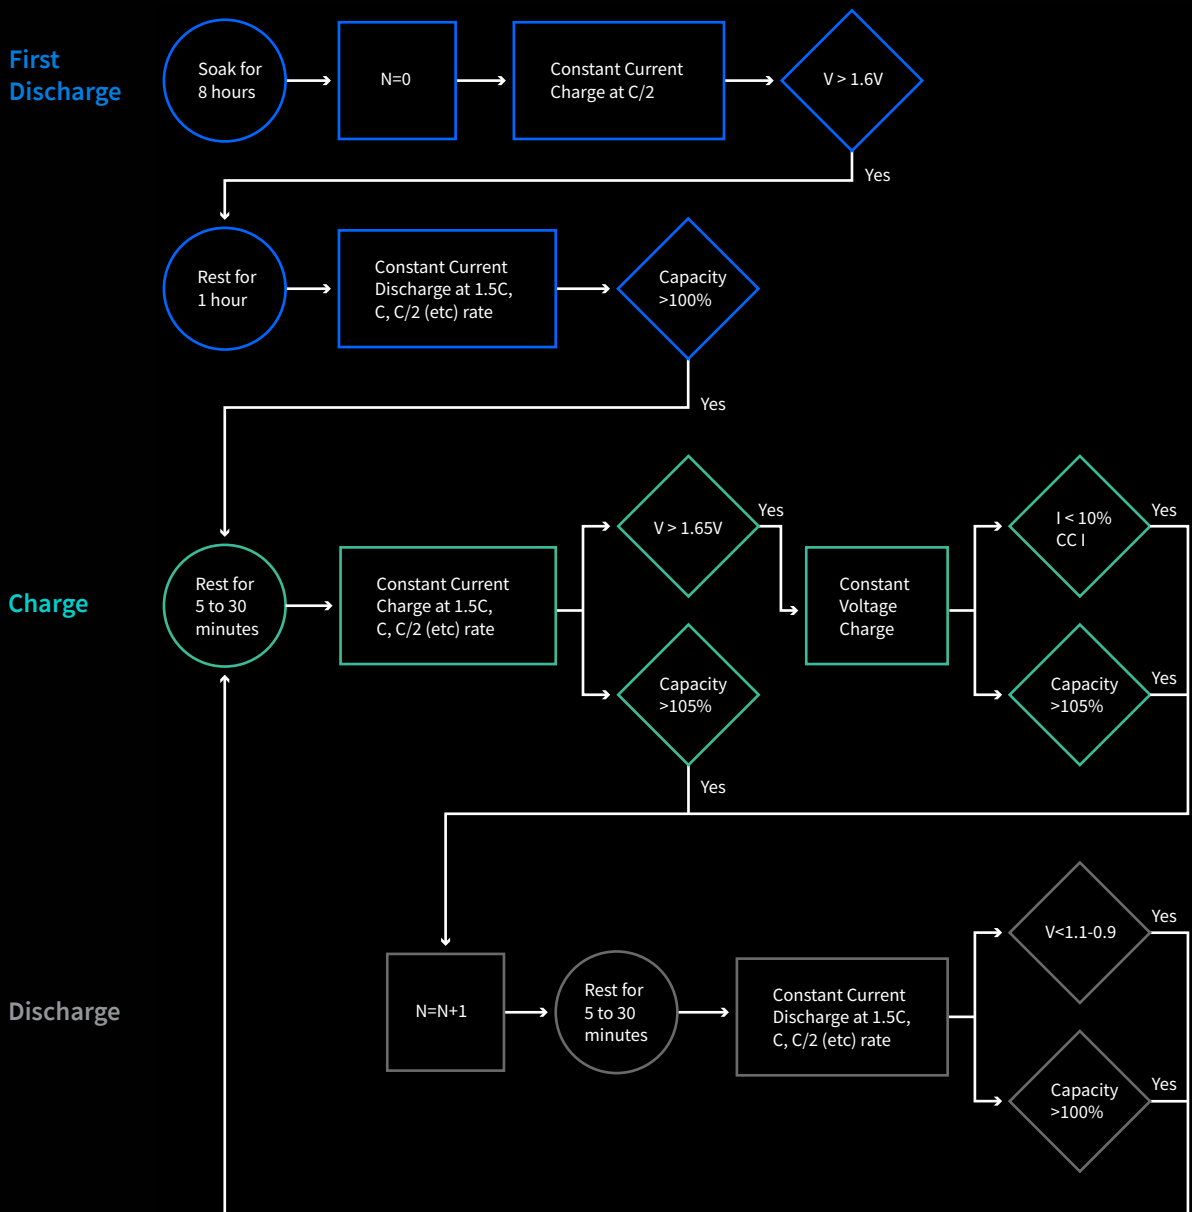 First
Discharge
Soak for
8 hours
N=0
Constant Current
Charge at C/2
V > 1.6V
Yes
Rest for
1 hour
Constant Current
Discharge at 1.5C,
C, C/2 (etc) rate
Capacity
>100%
Yes
Charge
Rest for
5 to 30
minutes
Constant Current
Charge at 1.5C,
C, C/2 (etc) rate
V > 1.65V
Yes
Capacity
>105%
Yes
Constant
Voltage
Charge
I < 10%
CC I
Yes
Capacity
>105%
Yes
Discharge
N=N+1
Rest for
5 to 30
minutes
Constant Current
Discharge at 1.5C,
C, C/2 (etc) rate
V<1.1-0.9
Yes
Capacity
>100%
Yes